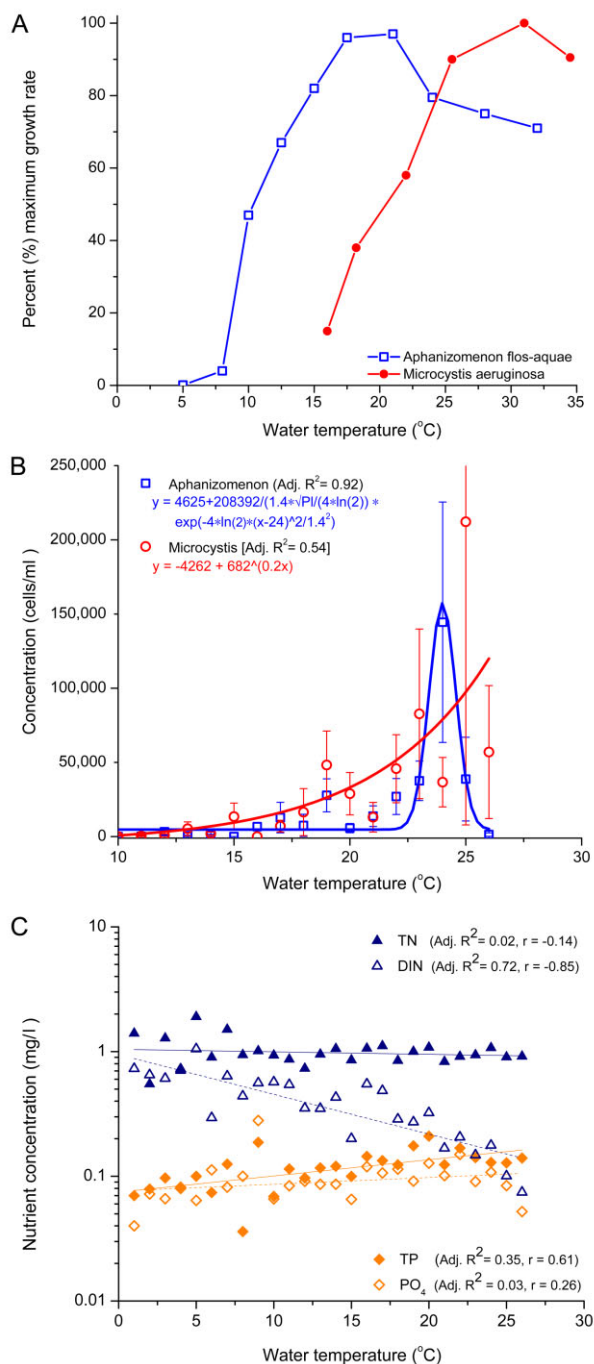 A
Percent (%) maximum growth rate
100
80
60
40
20
0
Aphanizomenon flos-aquae
Microcystis aeruginosa
0 5 10 15 20 25 30 35
Water temperature (°C)
B
Concentration (cells/ml)
250,000
200,000
150,000
100,000
50,000
0
Aphanizomenon (Adj. R²= 0.92)
y = 4625+208392/(1.4*√PI/(4*ln(2)) *
exp(-4*ln(2)*(x-24)^2/1.4²)
Microcystis [Adj. R²= 0.54]
y = -4262 + 682^(0.2x)
10 15 20 25 30
Water temperature (°C)
C
Nutrient concentration (mg/l)
10
1
0.1
0.01
TN (Adj. R²= 0.02, r = -0.14)
DIN (Adj. R²= 0.72, r = -0.85)
TP (Adj. R²= 0.35, r = 0.61)
PO₄ (Adj. R²= 0.03, r = 0.26)
0 5 10 15 20 25 30
Water temperature (°C)